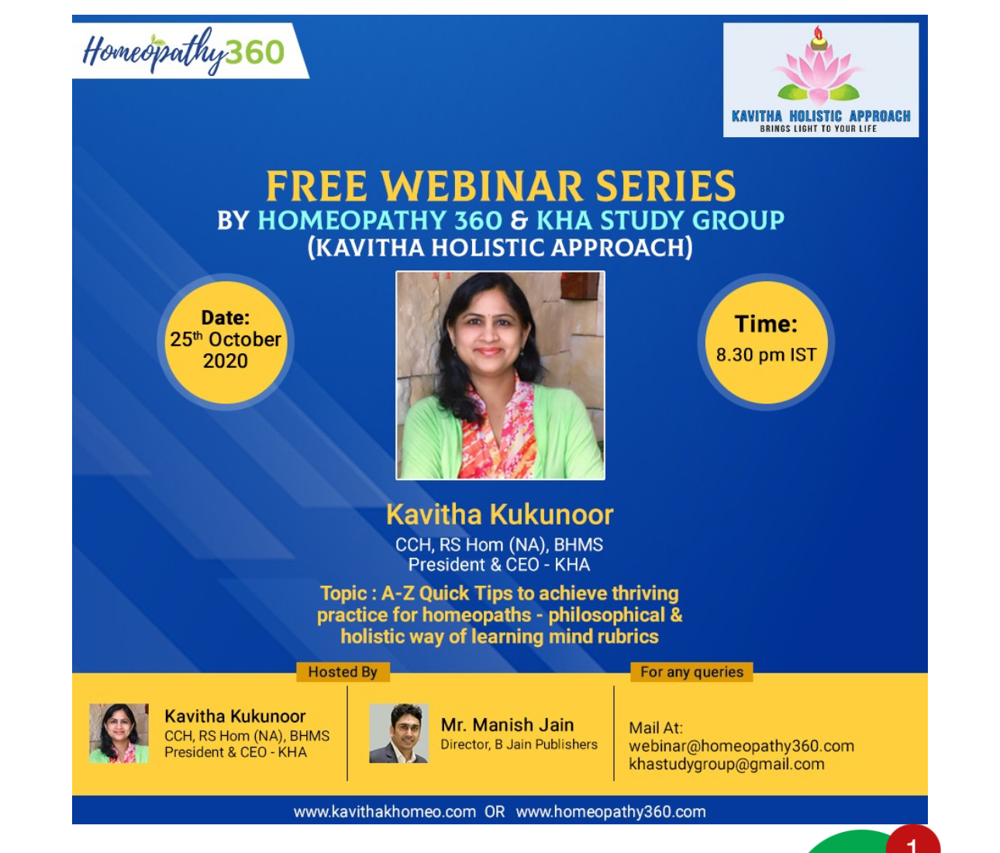 Homeopathy360
KAVITHA HOLISTIC APPROACH
BRINGS LIGHT TO YOUR LIFE
FREE WEBINAR SERIES
BY HOMEOPATHY 360 & KHA STUDY GROUP
(KAVITHA HOLISTIC APPROACH)
Date:
25th October
2020
Time:
8.30 pm IST
Kavitha Kukunoor
CCH, RS Hom (NA), BHMS
President & CEO - KHA
Topic : A-Z Quick Tips to achieve thriving
practice for homeopaths - philosophical &
holistic way of learning mind rubrics
Hosted By
Kavitha Kukunoor
CCH, RS Hom (NA), BHMS
President & CEO - KHA
Mr. Manish Jain
Director, B Jain Publishers
For any queries
Mail At:
webinar@homeopathy360.com
khastudygroup@gmail.com
www.kavithakhomeo.com OR www.homeopathy360.com
1